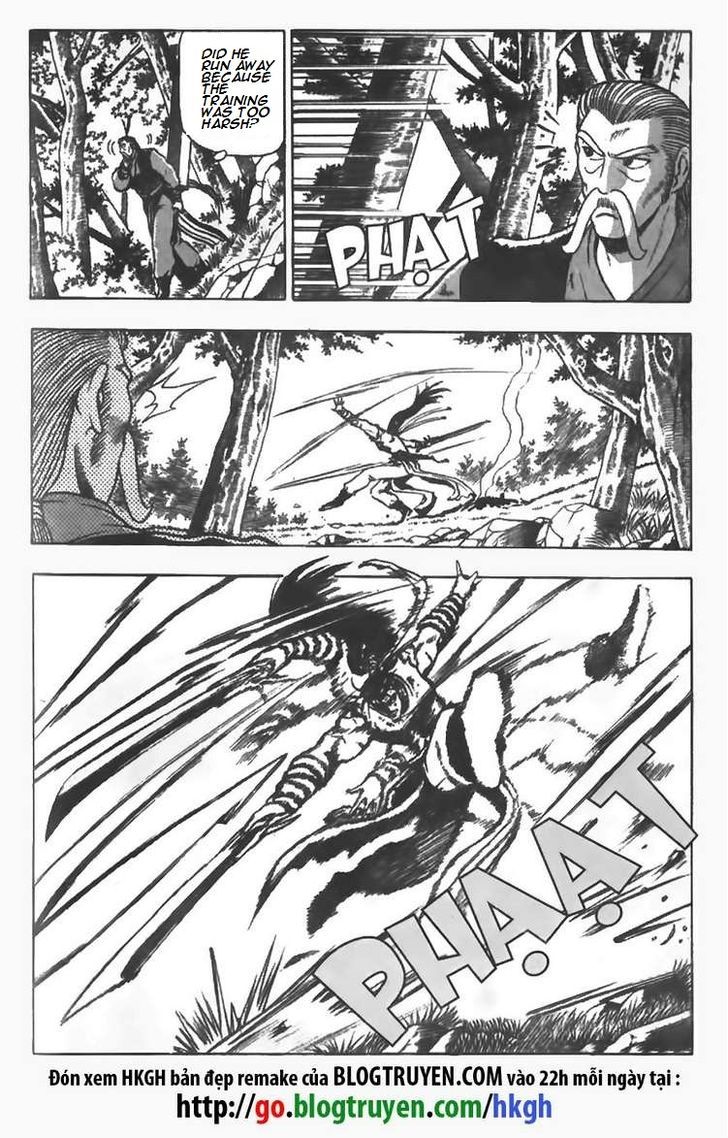 DID HE
RUN AWAY
BECAUSE
THE
TRAINING
WAS TOO
HARSH?
PHẠT
PHẠẠT
Đón xem HKGH bản đẹp remake của BLOGTRUYEN.COM vào 22h mỗi ngày tại :
http://go.blogtruyen.com/hkgh